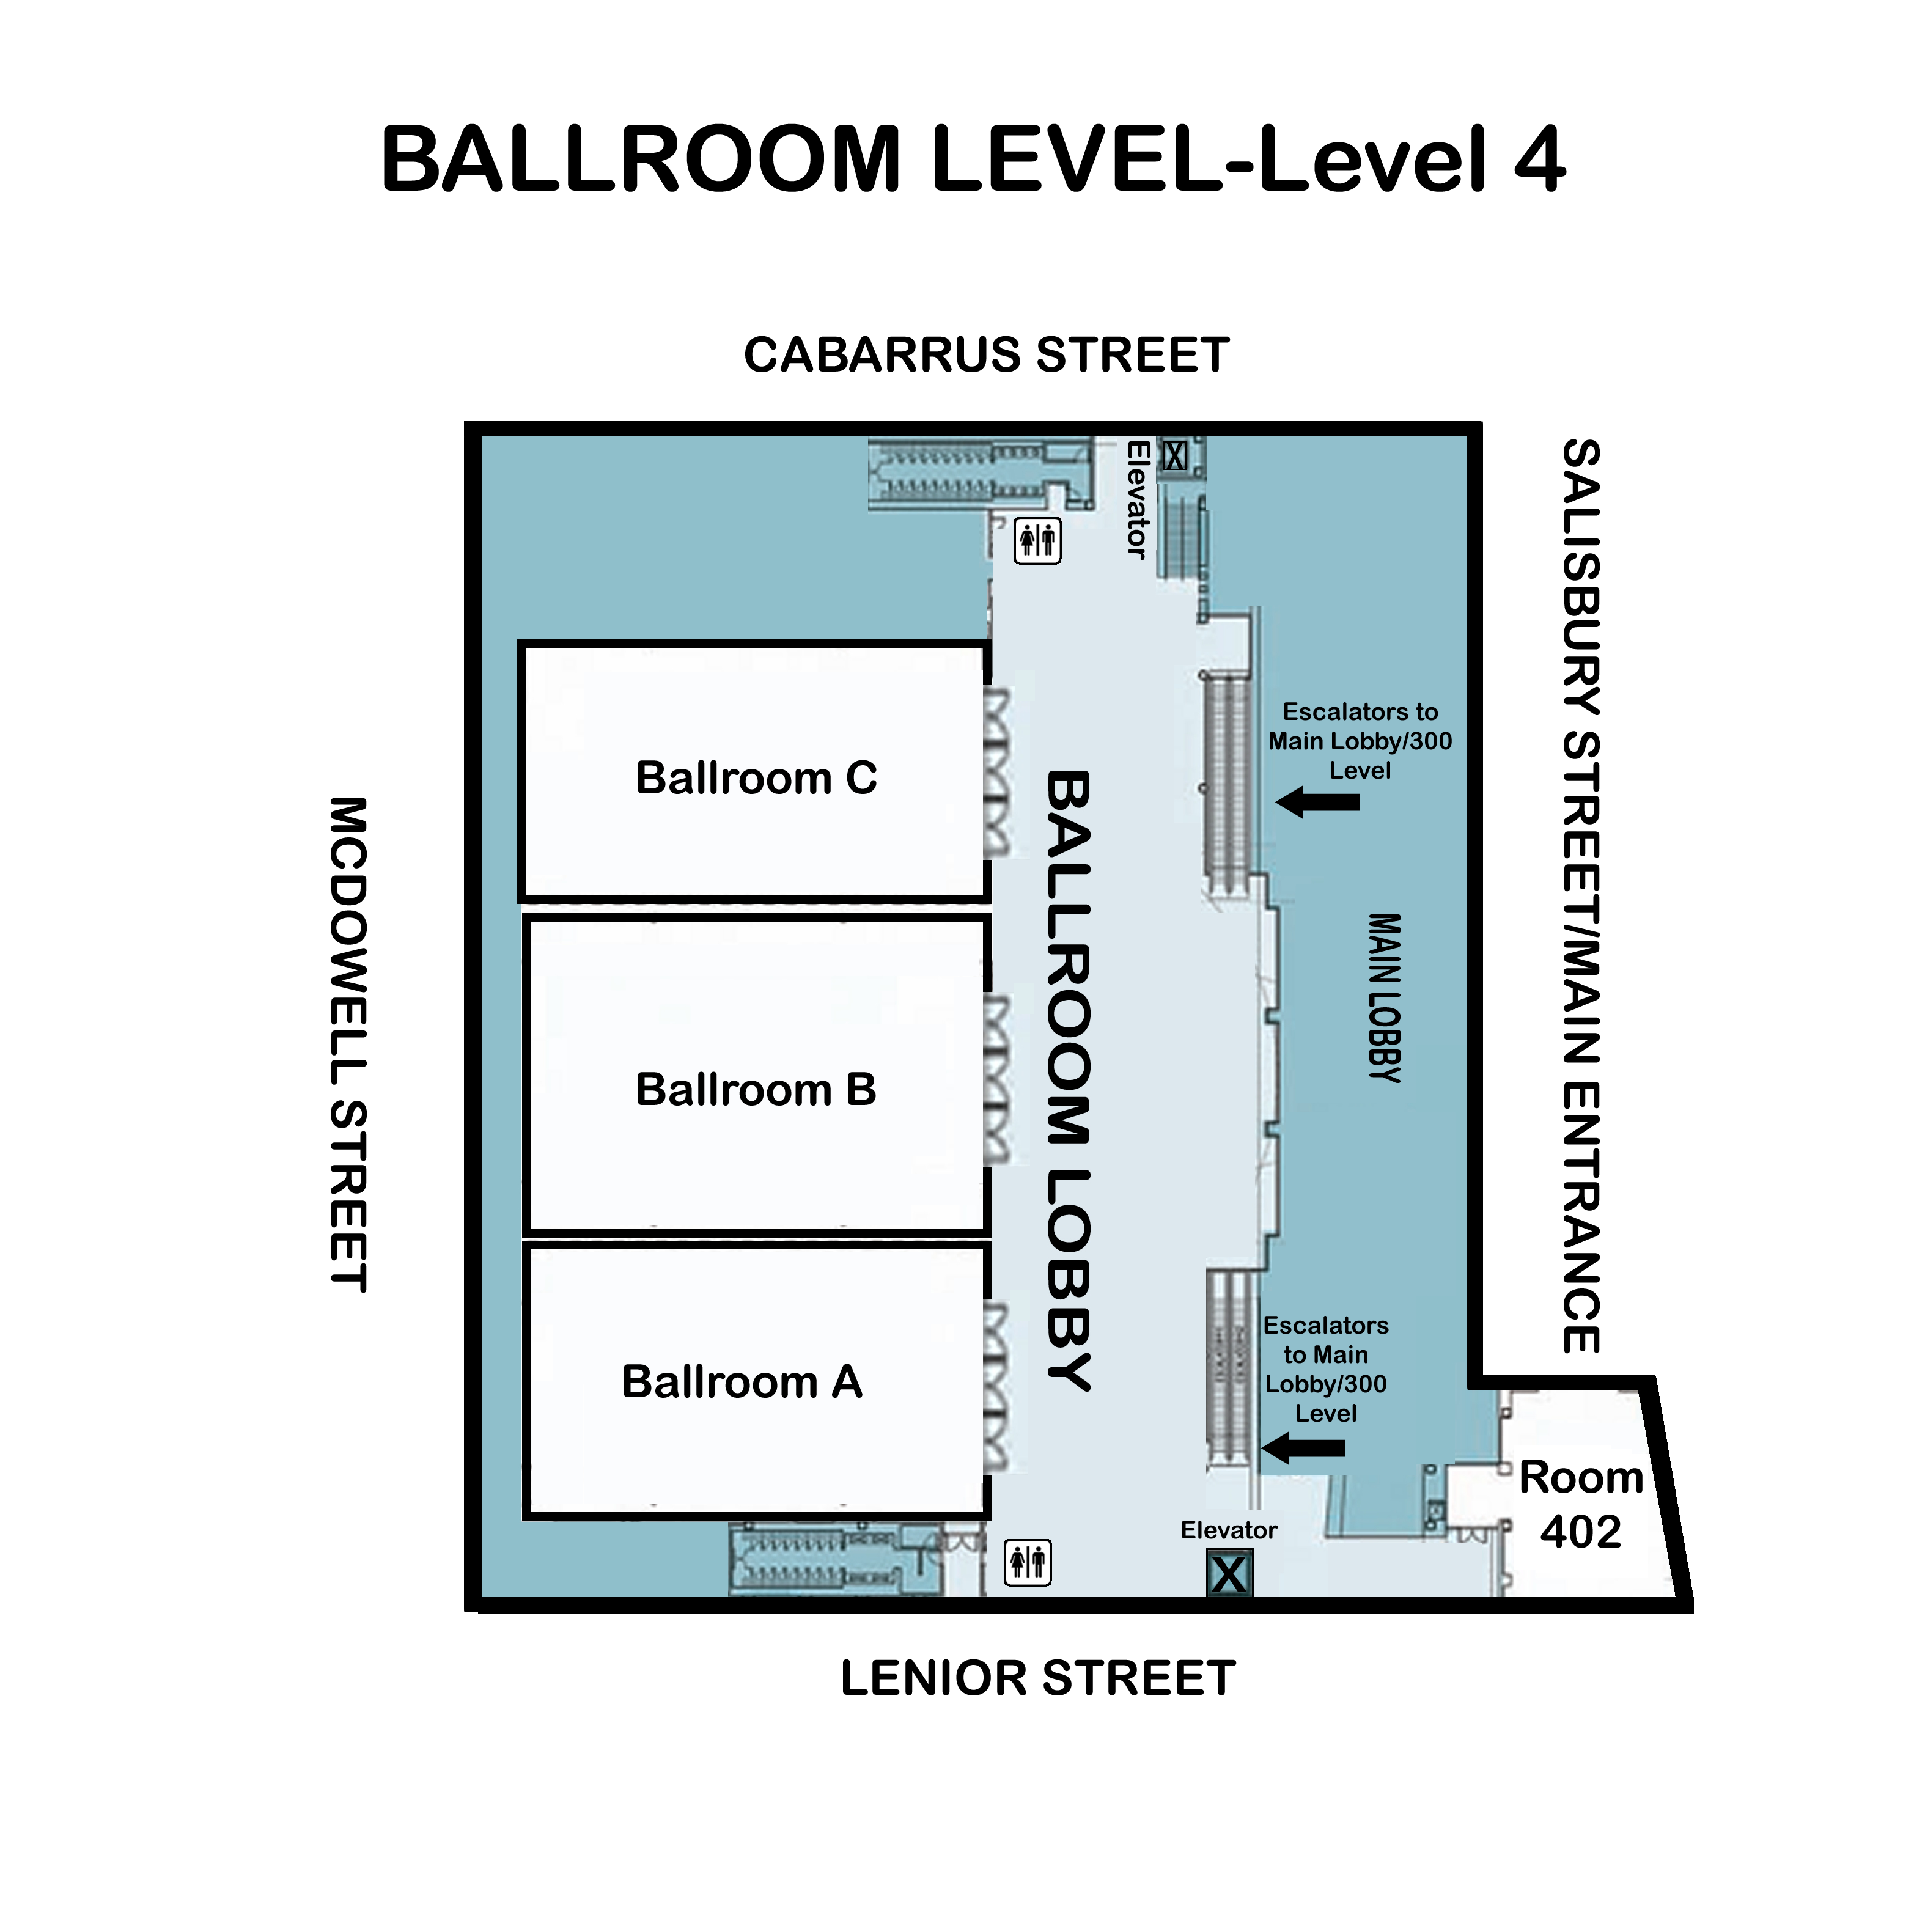 BALLROOM LEVEL-Level 4
CABARRUS STREET
Elevator
X
SALISBURY STREET/MAIN ENTRANCE
Escalators to
Main Lobby/300
Level
Ballroom C
MCDOWELL STREET
BALLROOM LOBBY
MAIN LOBBY
Ballroom B
Escalators
to Main
Lobby/300
Level
Ballroom A
Room
402
Elevator
X
LENIOR STREET